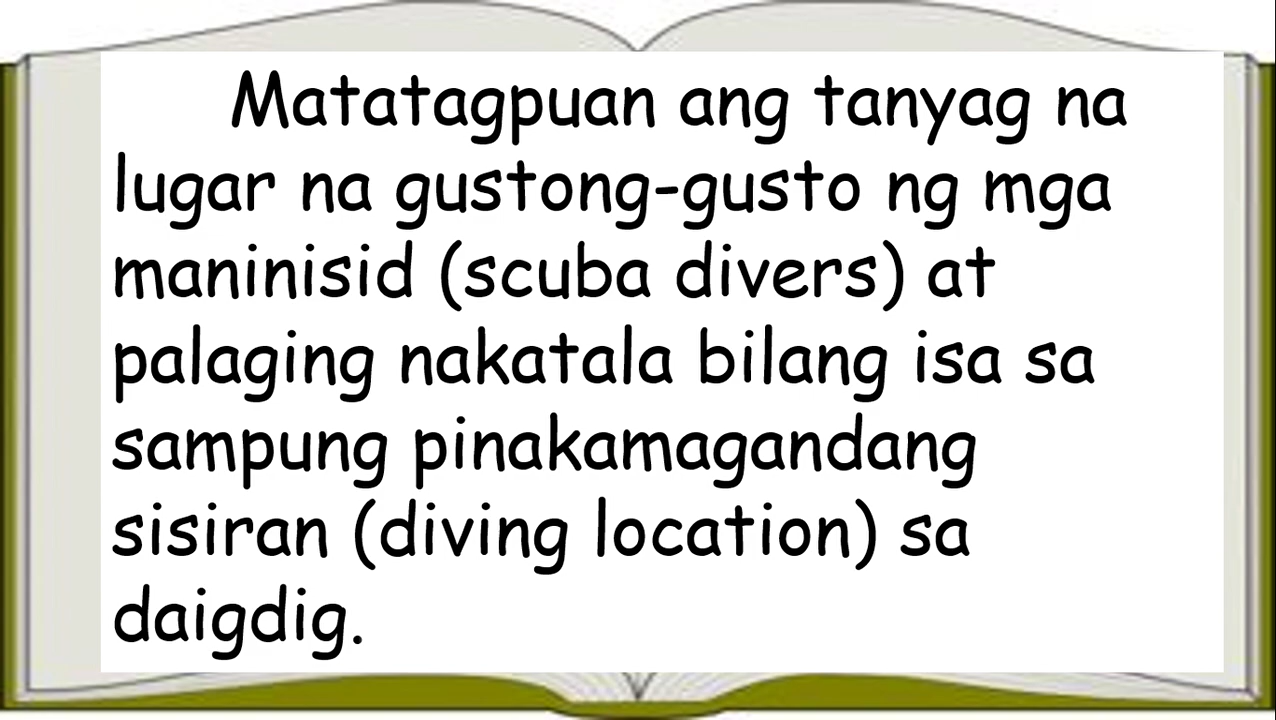 Matatagpuan ang tanyag na
lugar na gustong-gusto ng mga
maninisid (scuba divers) at
palaging nakatala bilang isa sa
sampung pinakamagandang
sisiran (diving location) sa
daigdig.